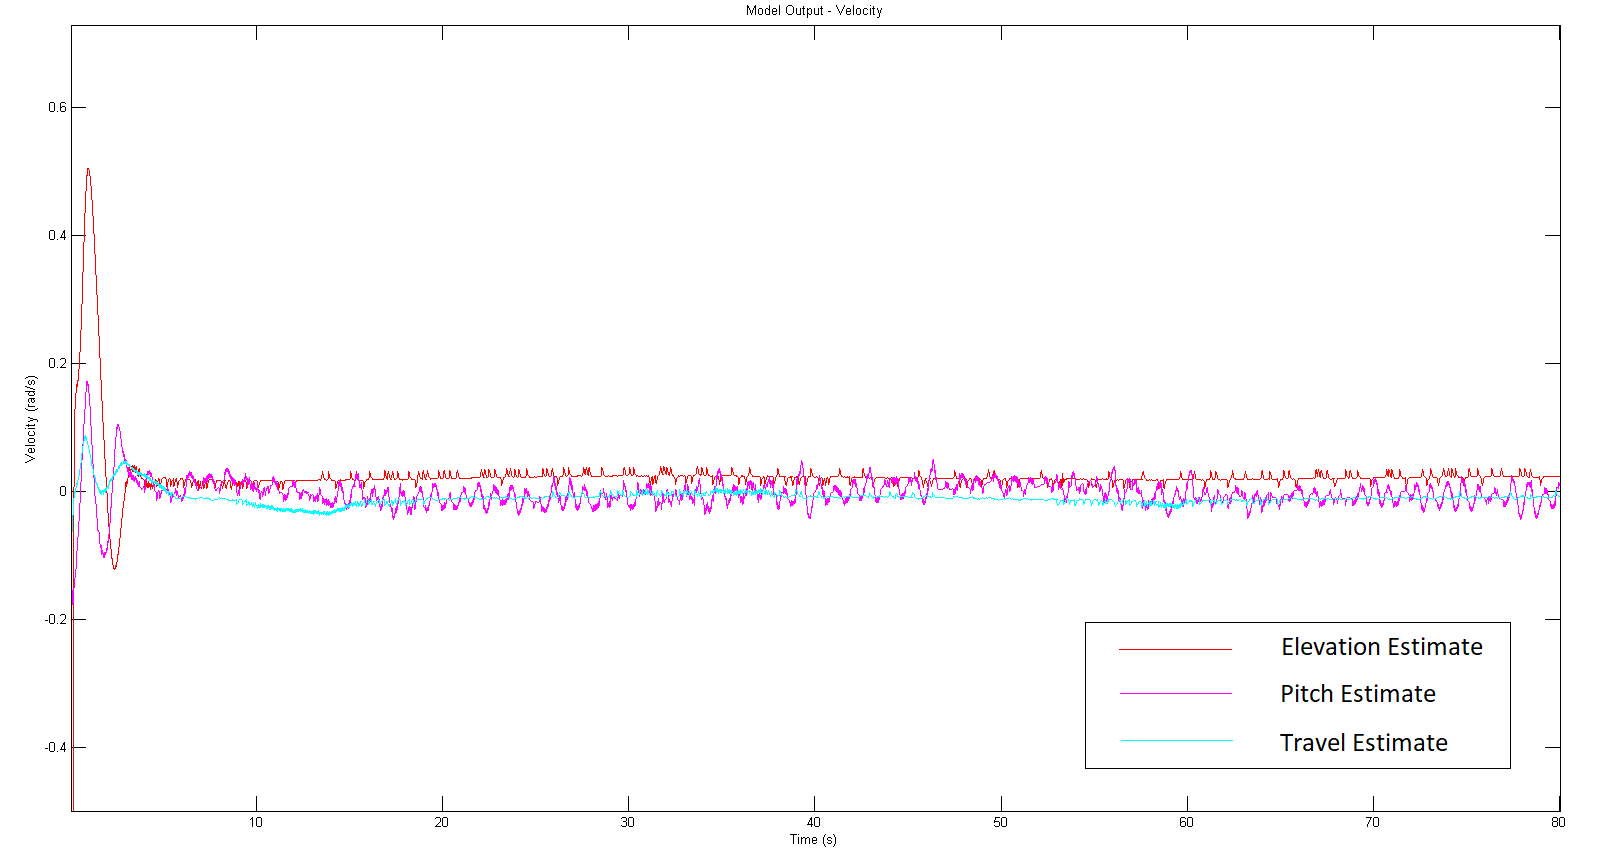 Model Output - Velocity
0.6
0.4
0.2
0
-0.2
-0.4
Velocity (rad/s)
Elevation Estimate
Pitch Estimate
Travel Estimate
10
20
30
40
50
60
70
80
Time (s)